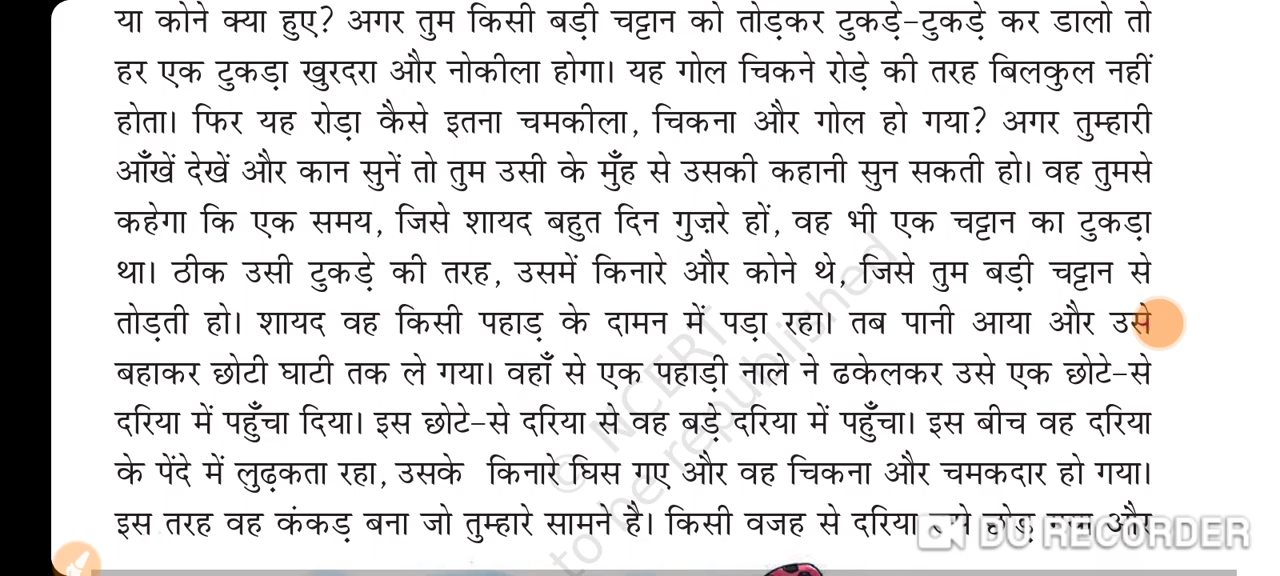 या कोने क्या हुए? अगर तुम किसी बड़ी चट्टान को तोड़कर टुकड़े-टुकड़े कर डालो तो
हर एक टुकड़ा खुरदरा और नोकीला होगा। यह गोल चिकने रोड़े की तरह बिलकुल नहीं
होता। फिर यह रोड़ा कैसे इतना चमकीला, चिकना और गोल हो गया? अगर तुम्हारी
आँखें देखें और कान सुनें तो तुम उसी के मुँह से उसकी कहानी सुन सकती हो। वह तुमसे
कहेगा कि एक समय, जिसे शायद बहुत दिन गुज़रे हों, वह भी एक चट्टान का टुकड़ा
था। ठीक उसी टुकड़े की तरह, उसमें किनारे और कोने थे, जिसे तुम बड़ी चट्टान से
तोड़ती हो। शायद वह किसी पहाड़ के दामन में पड़ा रहा। तब पानी आया और उसे
बहाकर छोटी घाटी तक ले गया। वहाँ से एक पहाड़ी नाले ने ढकेलकर उसे एक छोटे-से
दरिया में पहुँचा दिया। इस छोटे-से दरिया से वह बड़े दरिया में पहुँचा। इस बीच वह दरिया
के पेंदे में लुढ़कता रहा, उसके किनारे घिस गए और वह चिकना और चमकदार हो गया।
इस तरह वह कंकड़ बना जो तुम्हारे सामने है। किसी वजह से दरिया छोड़ और
© NCERT
to be republished
DU RECORDER